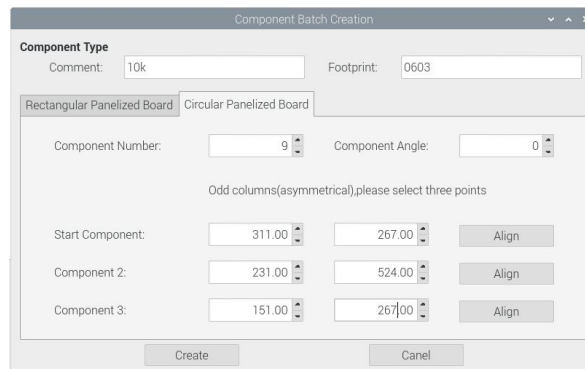 Component Batch Creation
Component Type
Comment: 10k Footprint: 0603
Rectangular Panelized Board Circular Panelized Board
Component Number: 9 Component Angle: 0
Odd columns(asymmetrical),please select three points
Start Component: 311.00 267.00 Align
Component 2: 231.00 524.00 Align
Component 3: 151.00 267.00 Align
Create Canel